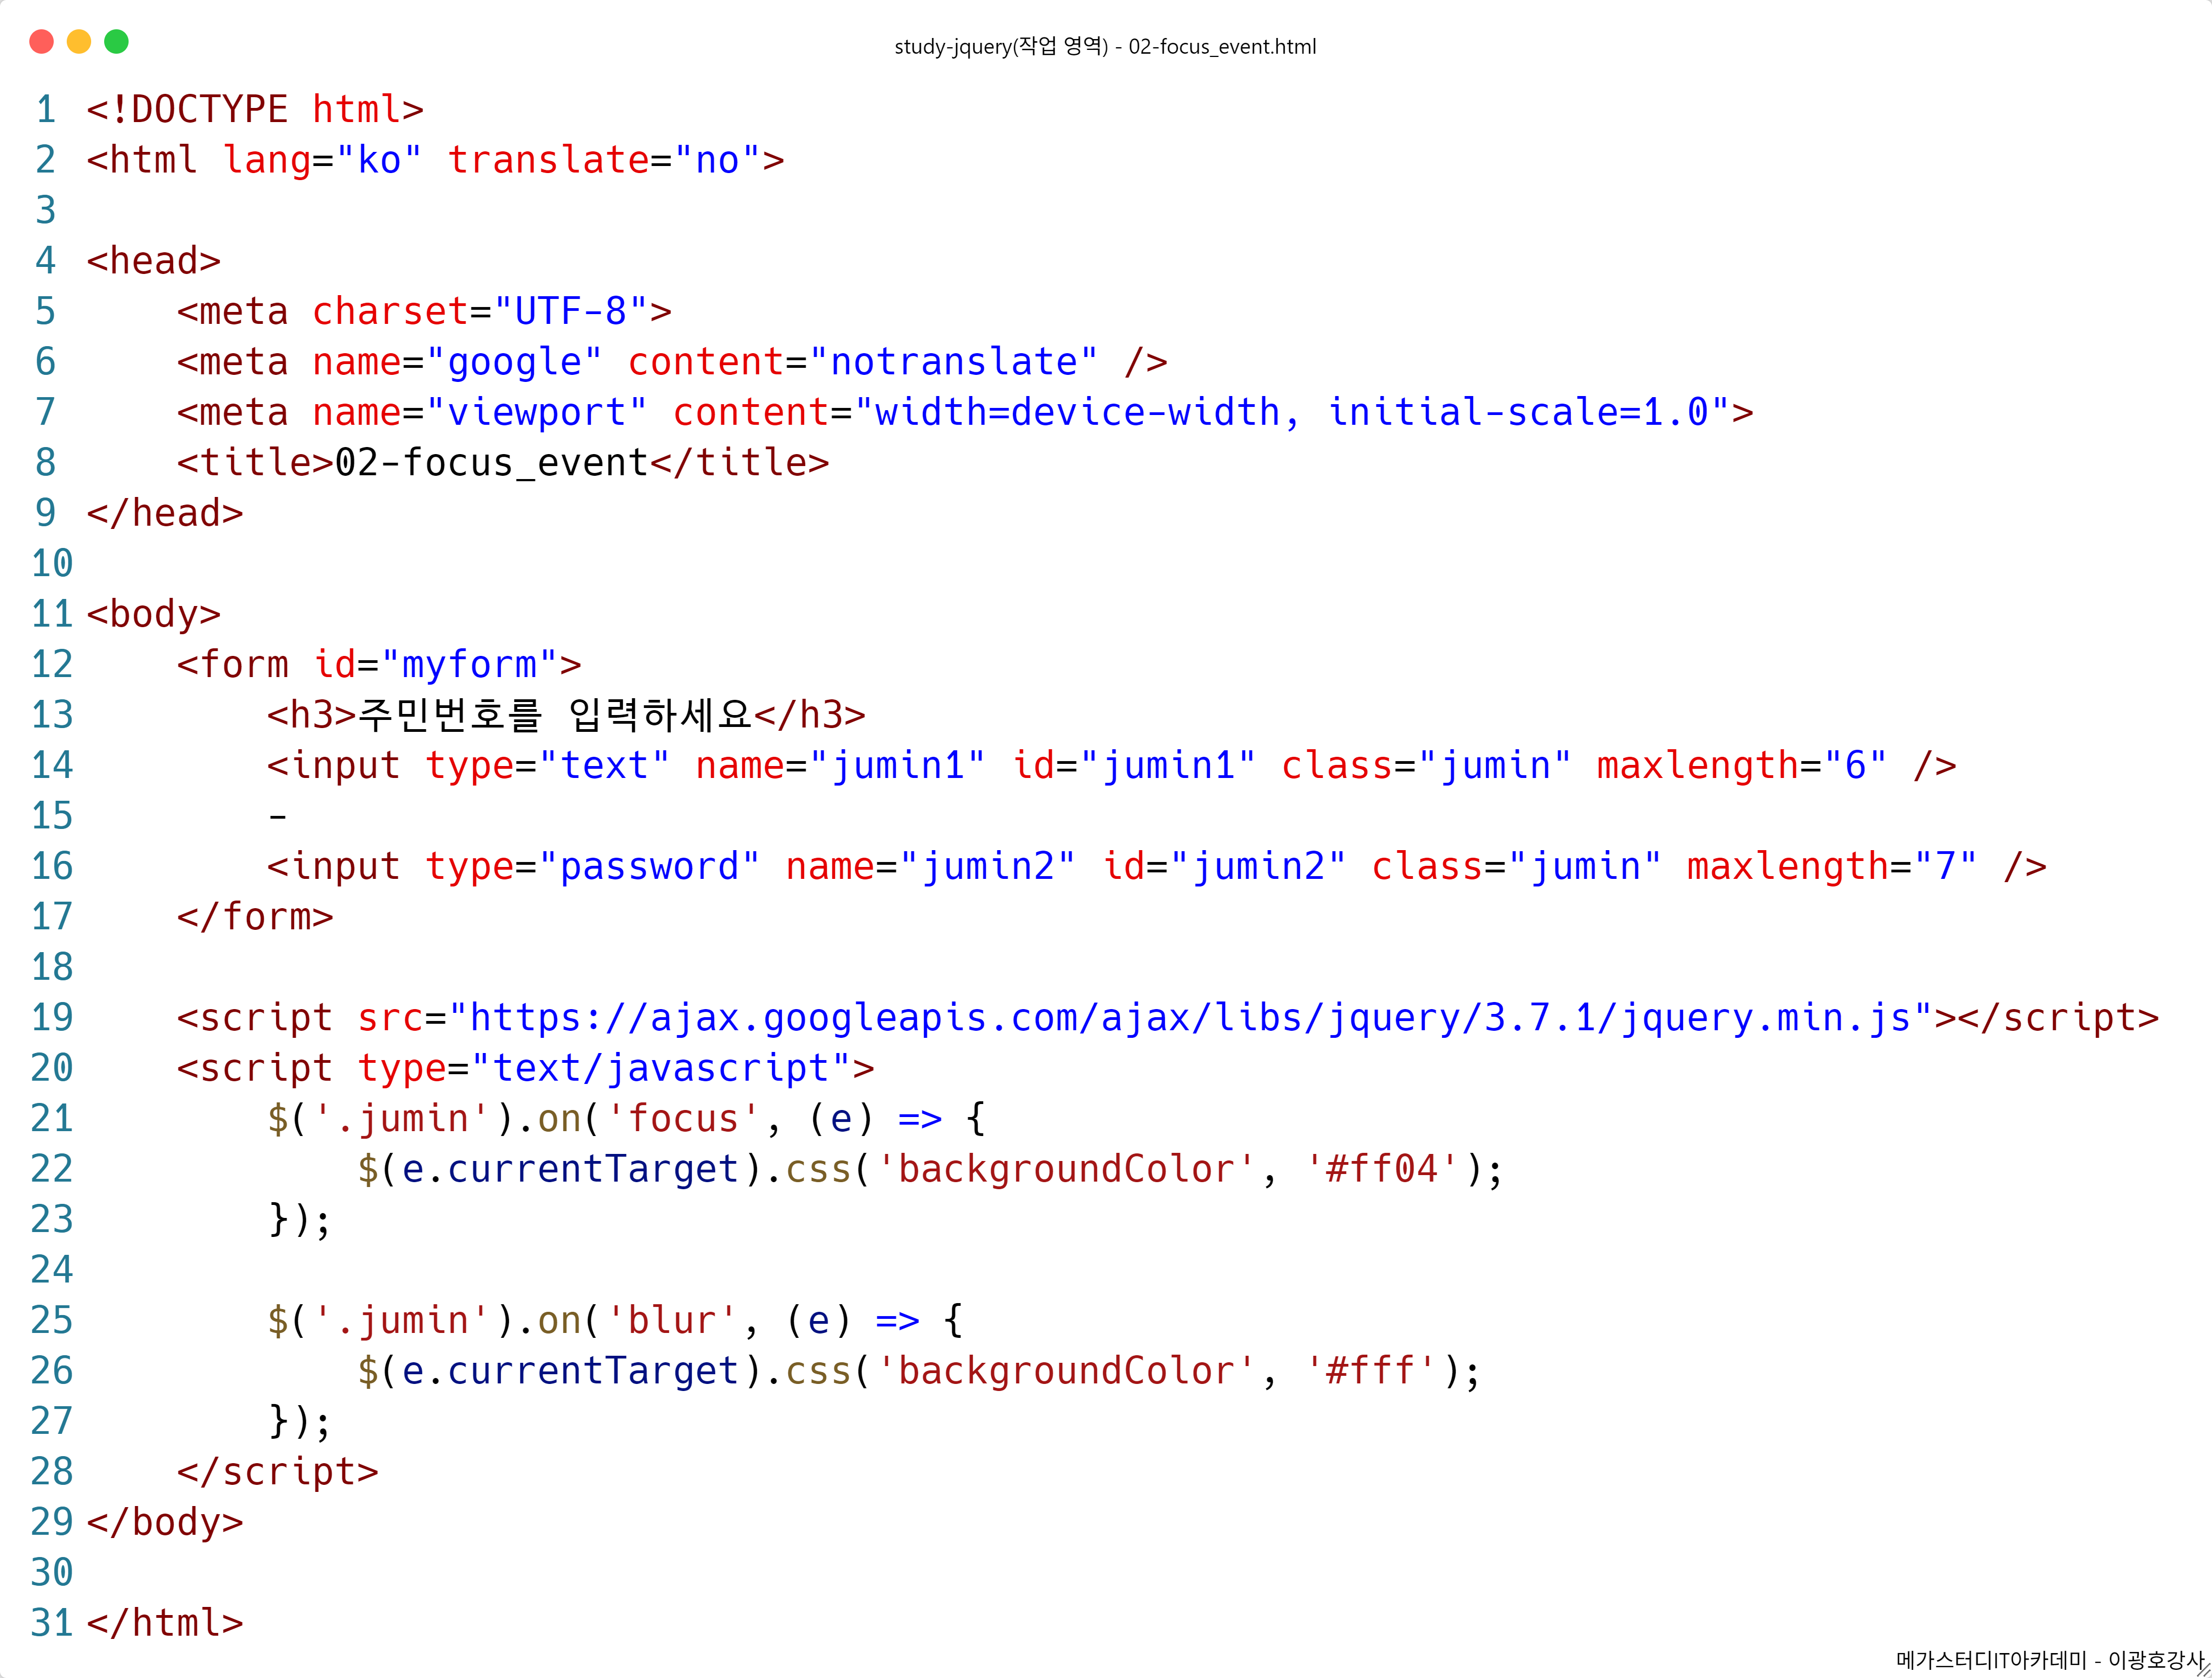 study-jquery(작업 영역) - 02-focus_event.html
1 <!DOCTYPE html>
2 <html lang="ko" translate="no">
3
4 <head>
5     <meta charset="UTF-8">
6     <meta name="google" content="notranslate" />
7     <meta name="viewport" content="width=device-width, initial-scale=1.0">
8     <title>02-focus_event</title>
9 </head>
10
11 <body>
12     <form id="myform">
13         <h3>주민번호를 입력하세요</h3>
14         <input type="text" name="jumin1" id="jumin1" class="jumin" maxlength="6" />
15         -
16         <input type="password" name="jumin2" id="jumin2" class="jumin" maxlength="7" />
17     </form>
18
19     <script src="https://ajax.googleapis.com/ajax/libs/jquery/3.7.1/jquery.min.js"></script>
20     <script type="text/javascript">
21         $('.jumin').on('focus', (e) => {
22             $(e.currentTarget).css('backgroundColor', '#ff04');
23         });
24
25         $('.jumin').on('blur', (e) => {
26             $(e.currentTarget).css('backgroundColor', '#fff');
27         });
28     </script>
29 </body>
30
31 </html>
메가스터디IT아카데미 - 이광호강사